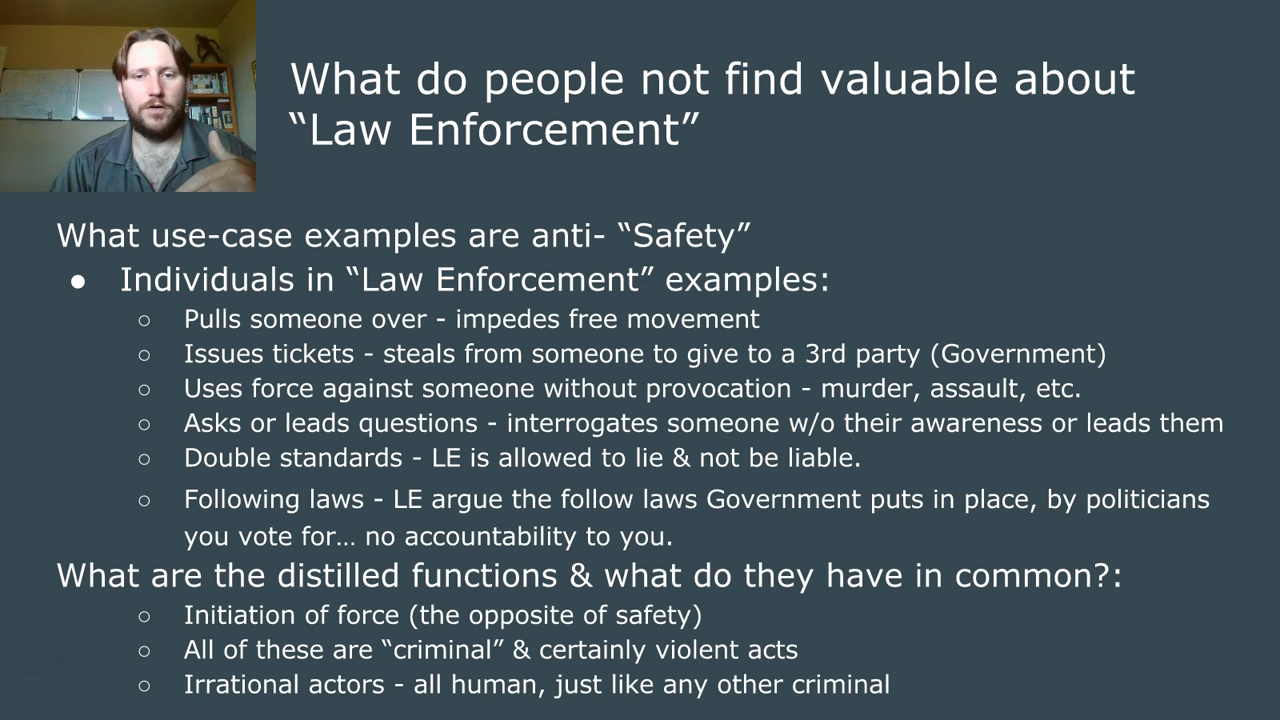 What do people not find valuable about
“Law Enforcement”
What use-case examples are anti- “Safety”
● Individuals in “Law Enforcement” examples:
○ Pulls someone over - impedes free movement
○ Issues tickets - steals from someone to give to a 3rd party (Government)
○ Uses force against someone without provocation - murder, assault, etc.
○ Asks or leads questions - interrogates someone w/o their awareness or leads them
○ Double standards - LE is allowed to lie & not be liable.
○ Following laws - LE argue the follow laws Government puts in place, by politicians
you vote for… no accountability to you.
What are the distilled functions & what do they have in common?:
○ Initiation of force (the opposite of safety)
○ All of these are “criminal” & certainly violent acts
○ Irrational actors - all human, just like any other criminal